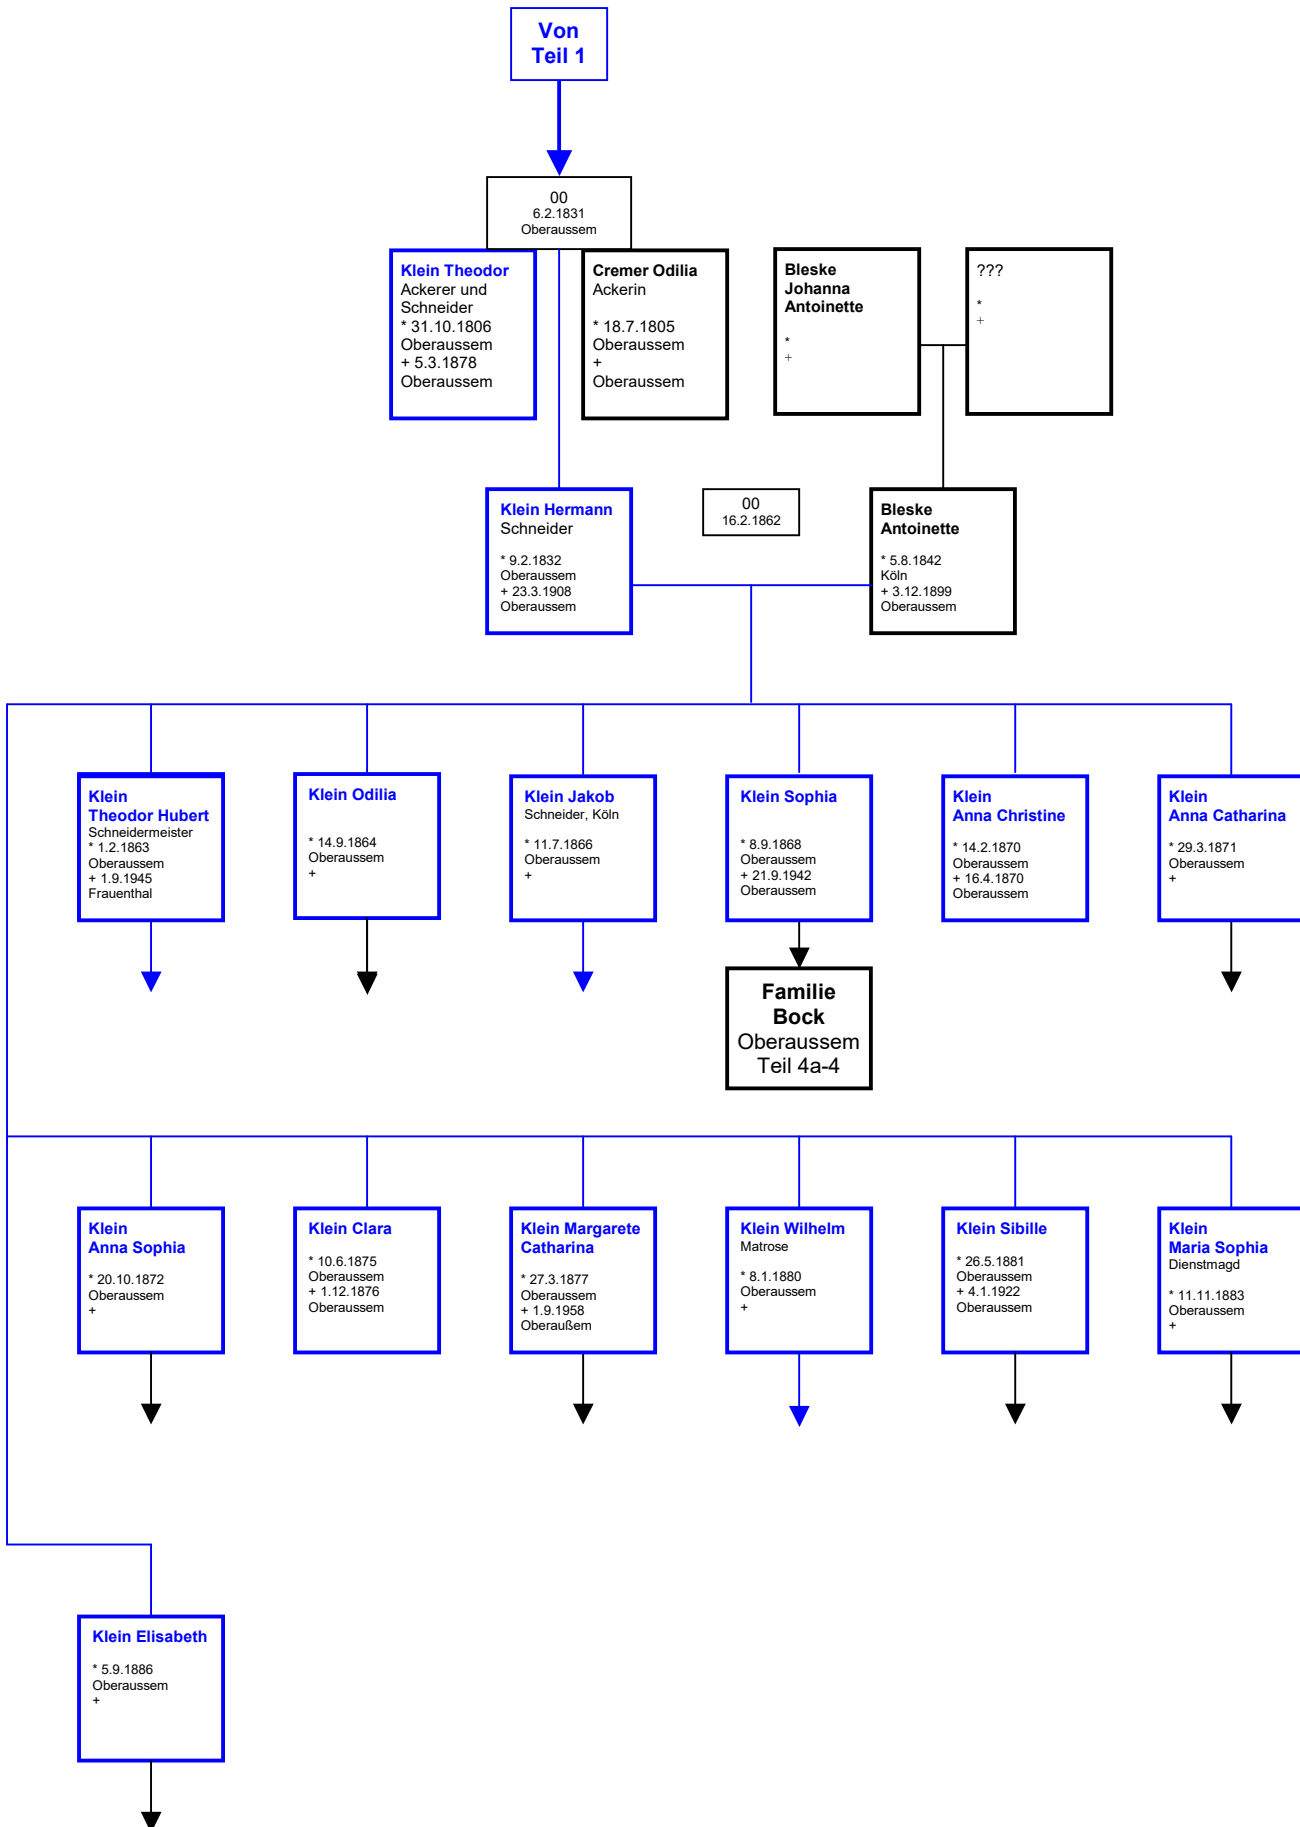 Von
Teil 1
00
6.2.1831
Oberaussem
Klein Theodor
Ackerer und
Schneider
* 31.10.1806
Oberaussem
+ 5.3.1878
Oberaussem
Cremer Odilia
Ackerin
* 18.7.1805
Oberaussem
+
Oberaussem
Bleske
Johanna
Antoinette
*
+
???
*
+
Klein Hermann
Schneider
* 9.2.1832
Oberaussem
+ 23.3.1908
Oberaussem
00
16.2.1862
Bleske
Antoinette
* 5.8.1842
Köln
+ 3.12.1899
Oberaussem
Klein
Theodor Hubert
Schneidermeister
* 1.2.1863
Oberaussem
+ 1.9.1945
Frauenthal
Klein Odilia
* 14.9.1864
Oberaussem
+
Klein Jakob
Schneider, Köln
* 11.7.1866
Oberaussem
+
Klein Sophia
* 8.9.1868
Oberaussem
+ 21.9.1942
Oberaussem
Klein
Anna Christine
* 14.2.1870
Oberaussem
+ 16.4.1870
Oberaussem
Klein
Anna Catharina
* 29.3.1871
Oberaussem
+
Familie
Bock
Oberaussem
Teil 4a-4
Klein
Anna Sophia
* 20.10.1872
Oberaussem
+
Klein Clara
* 10.6.1875
Oberaussem
+ 1.12.1876
Oberaussem
Klein Margarete
Catharina
* 27.3.1877
Oberaussem
+ 1.9.1958
Oberaußem
Klein Wilhelm
Matrose
* 8.1.1880
Oberaussem
+
Klein Sibille
* 26.5.1881
Oberaussem
+ 4.1.1922
Oberaussem
Klein
Maria Sophia
Dienstmagd
* 11.11.1883
Oberaussem
+
Klein Elisabeth
* 5.9.1886
Oberaussem
+